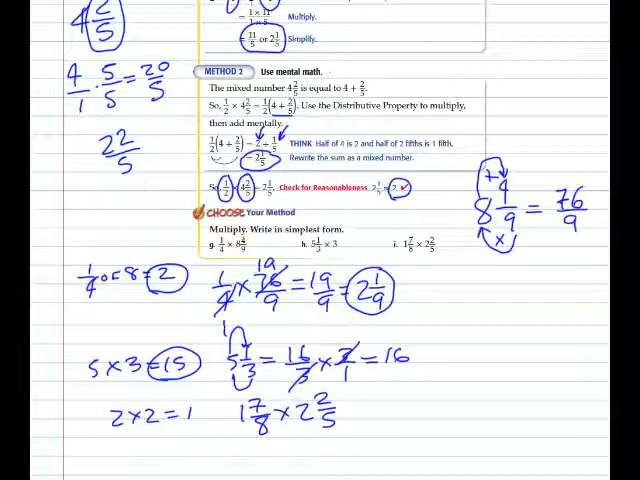 4 2/5
= 1 × 11 / 1 × 5 Multiply.
= 11/5 or 2 1/5 Simplify.
METHOD 2 Use mental math.
The mixed number 4 2/5 is equal to 4 + 2/5.
So, 1/2 × 4 2/5 = 1/2(4 + 2/5). Use the Distributive Property to multiply,
then add mentally.
1/2(4 + 2/5) = 2 + 1/5 THINK Half of 4 is 2 and half of 2 fifths is 1 fifth.
= 2 1/5 Rewrite the sum as a mixed number.
So, 1/2 × 4 2/5 = 2 1/5. Check for Reasonableness 2 1/5 ≈ 2 ✔
4/1 · 5/5 = 20/5
22/5
CHOOSE Your Method
Multiply. Write in simplest form.
g. 1/4 × 8 4/9 h. 5 1/3 × 3 i. 1 7/8 × 2 2/5
+
8 4/9 = 76/9
×
1/4 of 8 = 2
19
1/4 × 76/9 = 19/9 = 2 1/9
1
5 × 3 = 15 5 1/3 = 16/3 × 3/1 = 16
2 × 2 = 1 1 7/8 × 2 2/5